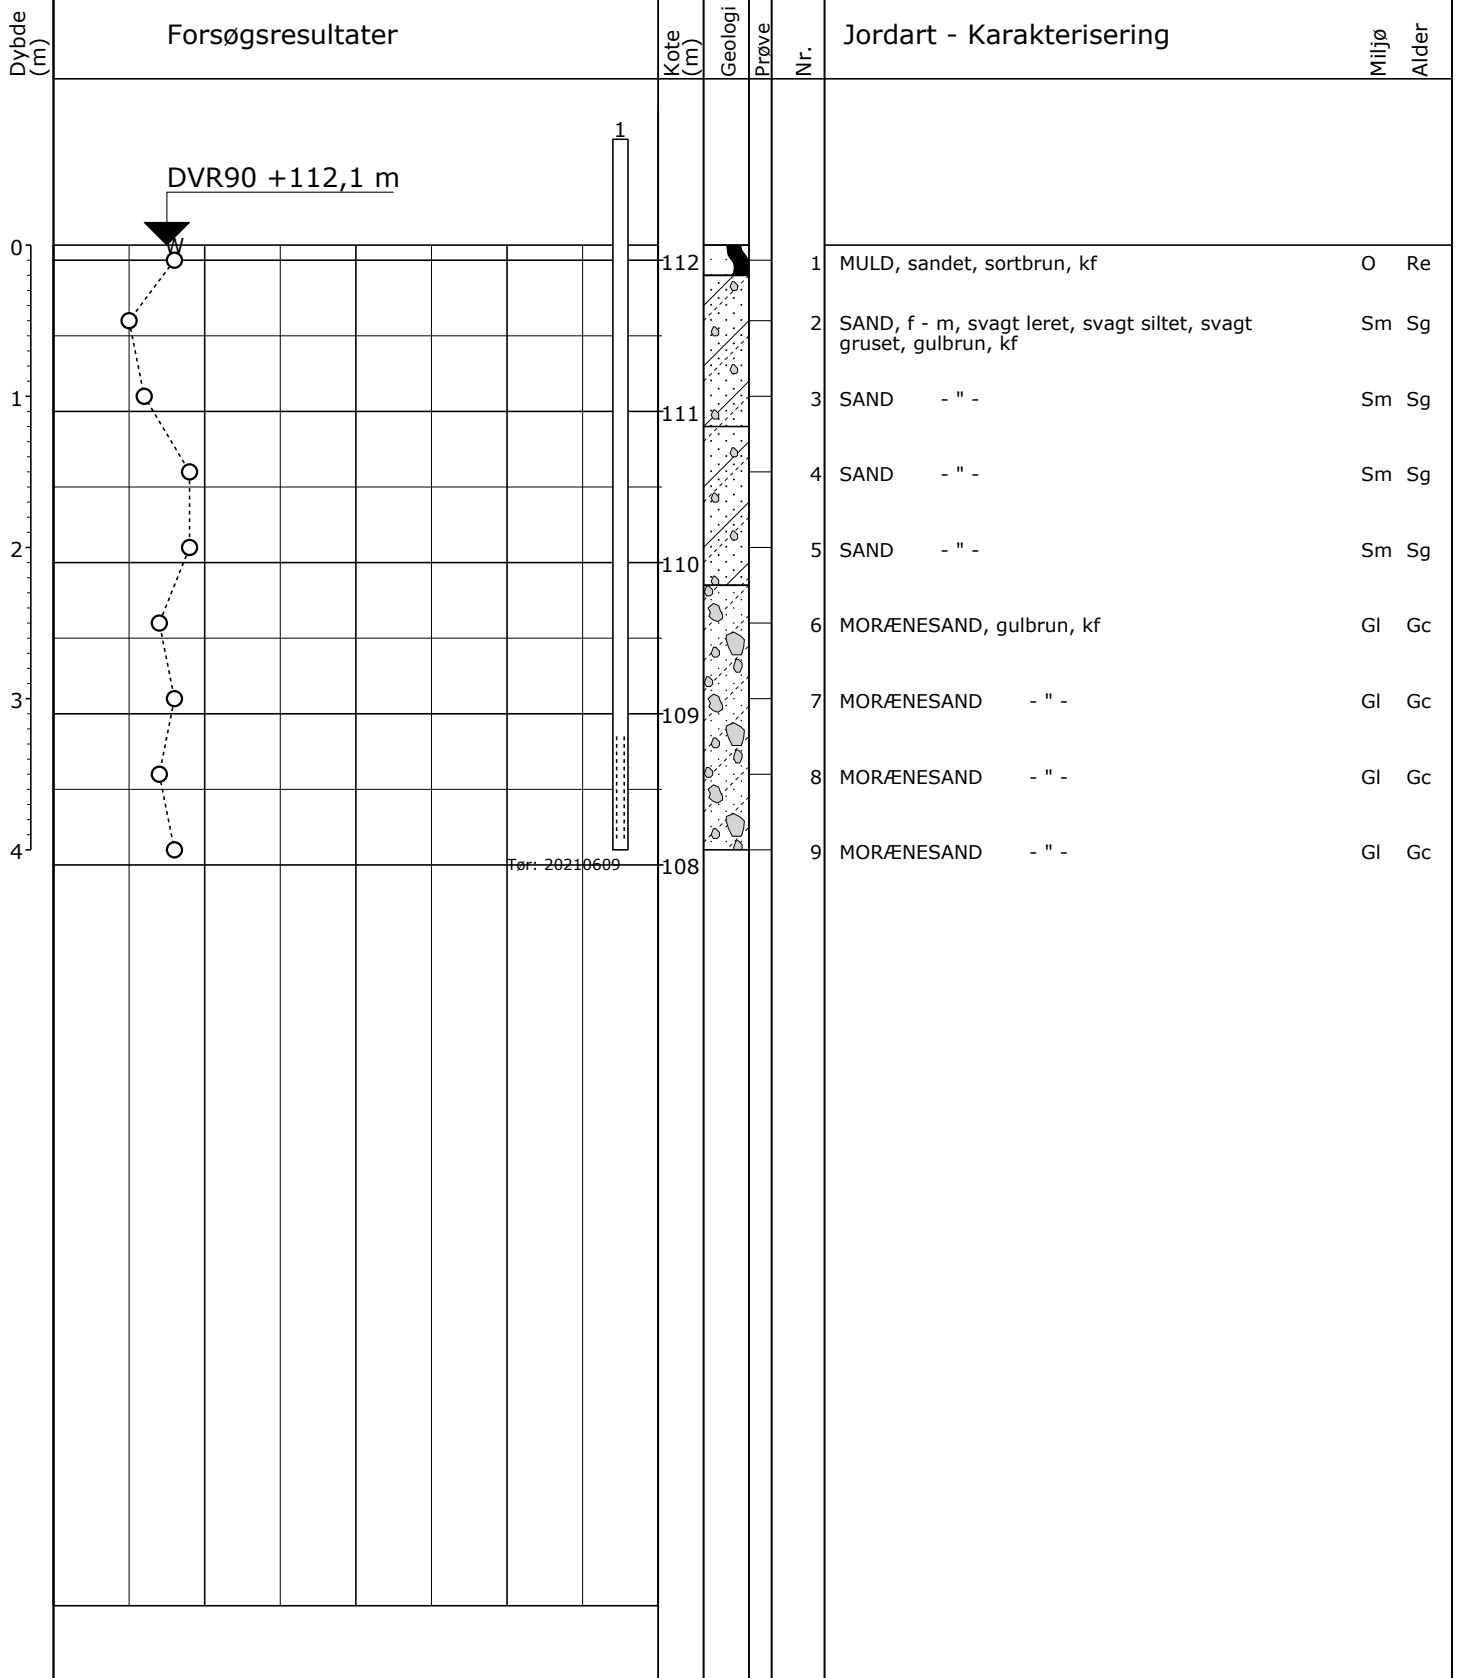 Dybde
(m)
Forsøgsresultater
Kote
(m)
Geologi
Prøve
Nr.
Jordart - Karakterisering
Miljø
Alder
1
DVR90 +112,1 m
W
0
112
1 MULD, sandet, sortbrun, kf O Re
2 SAND, f - m, svagt leret, svagt siltet, svagt Sm Sg
gruset, gulbrun, kf
1
111
3 SAND - " - Sm Sg
4 SAND - " - Sm Sg
2
110
5 SAND - " - Sm Sg
6 MORÆNESAND, gulbrun, kf Gl Gc
3
109
7 MORÆNESAND - " - Gl Gc
8 MORÆNESAND - " - Gl Gc
4
9 MORÆNESAND - " - Gl Gc
Tør: 20210609
108